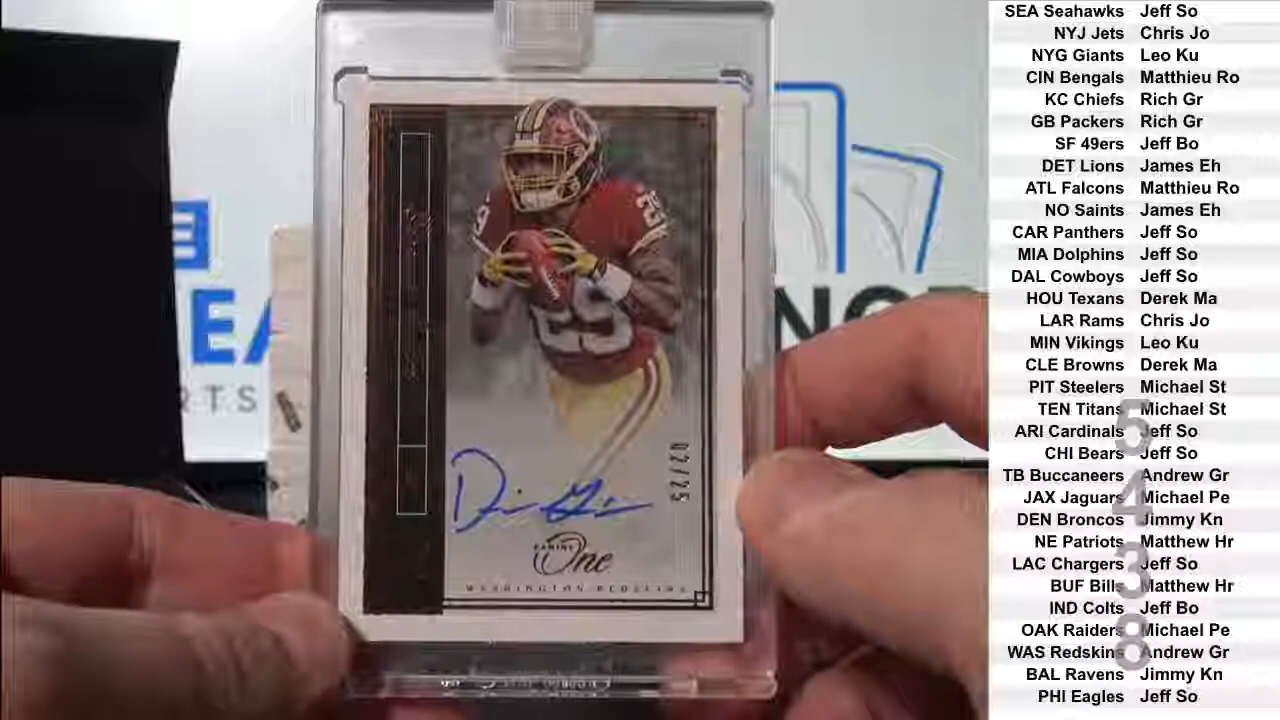 SEA Seahawks Jeff So
NYJ Jets Chris Jo
NYG Giants Leo Ku
CIN Bengals Matthieu Ro
KC Chiefs Rich Gr
GB Packers Rich Gr
SF 49ers Jeff Bo
DET Lions James Eh
ATL Falcons Matthieu Ro
NO Saints James Eh
CAR Panthers Jeff So
MIA Dolphins Jeff So
DAL Cowboys Jeff So
HOU Texans Derek Ma
LAR Rams Chris Jo
MIN Vikings Leo Ku
CLE Browns Derek Ma
PIT Steelers Michael St
TEN Titans Michael St
ARI Cardinals Jeff So
CHI Bears Jeff So
TB Buccaneers Andrew Gr
JAX Jaguars Michael Pe
DEN Broncos Jimmy Kn
NE Patriots Matthew Hr
LAC Chargers Jeff So
BUF Bills Matthew Hr
IND Colts Jeff Bo
OAK Raiders Michael Pe
WAS Redskins Andrew Gr
BAL Ravens Jimmy Kn
PHI Eagles Jeff So
5
4
3
8
29
29
02/25
PANINI
One
WASHINGTON REDSKINS
RTS